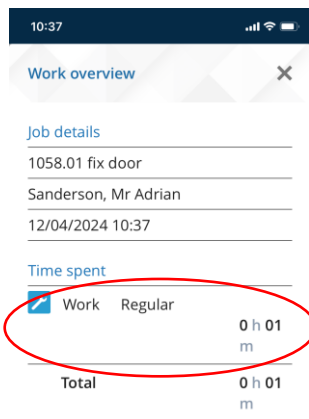 10:37
Work overview
Job details
1058.01 fix door
Sanderson, Mr Adrian
12/04/2024 10:37
Time spent
Work Regular
0 h 01
m
Total 0 h 01
m